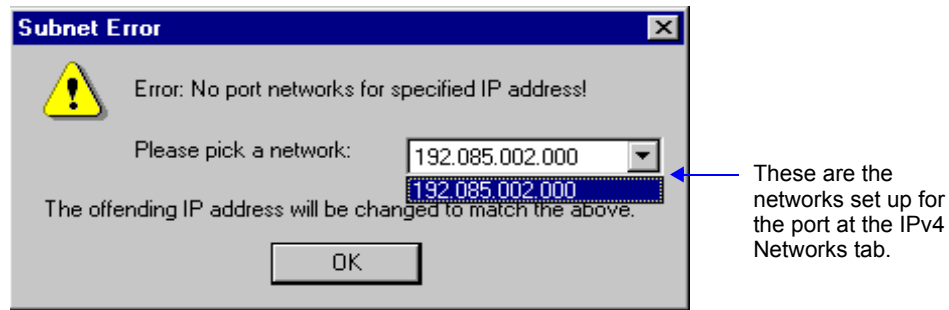 Subnet Error
Error: No port networks for specified IP address!
Please pick a network:
192.085.002.000
192.085.002.000
The offending IP address will be changed to match the above.
OK
These are the
networks set up for
the port at the IPv4
Networks tab.